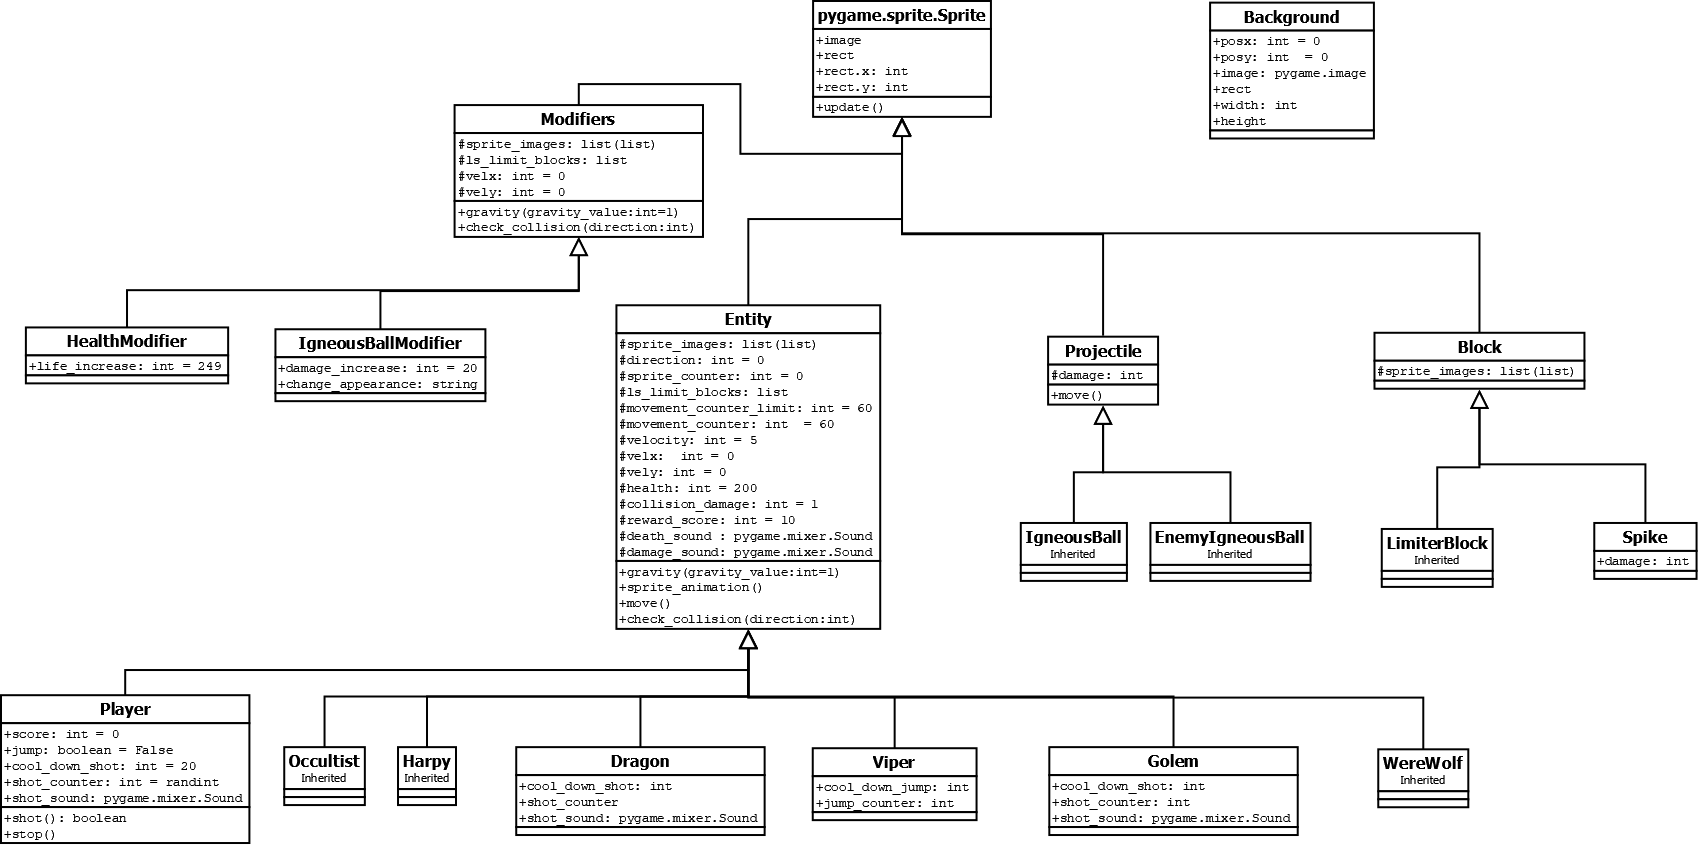 pygame.sprite.Sprite
+image
+rect
+rect.x: int
+rect.y: int
+update()
Background
+posx: int = 0
+posy: int  = 0
+image: pygame.image
+rect
+width: int
+height
Modifiers
#sprite_images: list(list)
#ls_limit_blocks: list
#velx: int = 0
#vely: int = 0
+gravity(gravity_value:int=1)
+check_collision(direction:int)
HealthModifier
+life_increase: int = 249
IgneousBallModifier
+damage_increase: int = 20
+change_appearance: string
Entity
#sprite_images: list(list)
#direction: int = 0
#sprite_counter: int = 0
#ls_limit_blocks: list
#movement_counter_limit: int = 60
#movement_counter: int  = 60
#velocity: int = 5
#velx:  int = 0
#vely: int = 0
#health: int = 200
#collision_damage: int = 1
#reward_score: int = 10
#death_sound : pygame.mixer.Sound
#damage_sound: pygame.mixer.Sound
+gravity(gravity_value:int=1)
+sprite_animation()
+move()
+check_collision(direction:int)
Projectile
#damage: int
+move()
Block
#sprite_images: list(list)
IgneousBall
Inherited
EnemyIgneousBall
Inherited
LimiterBlock
Inherited
Spike
+damage: int
Player
+score: int = 0
+jump: boolean = False
+cool_down_shot: int = 20
+shot_counter: int = randint
+shot_sound: pygame.mixer.Sound
+shot(): boolean
+stop()
Occultist
Inherited
Harpy
Inherited
Dragon
+cool_down_shot: int
+shot_counter
+shot_sound: pygame.mixer.Sound
Viper
+cool_down_jump: int
+jump_counter: int
Golem
+cool_down_shot: int
+shot_counter: int
+shot_sound: pygame.mixer.Sound
WereWolf
Inherited